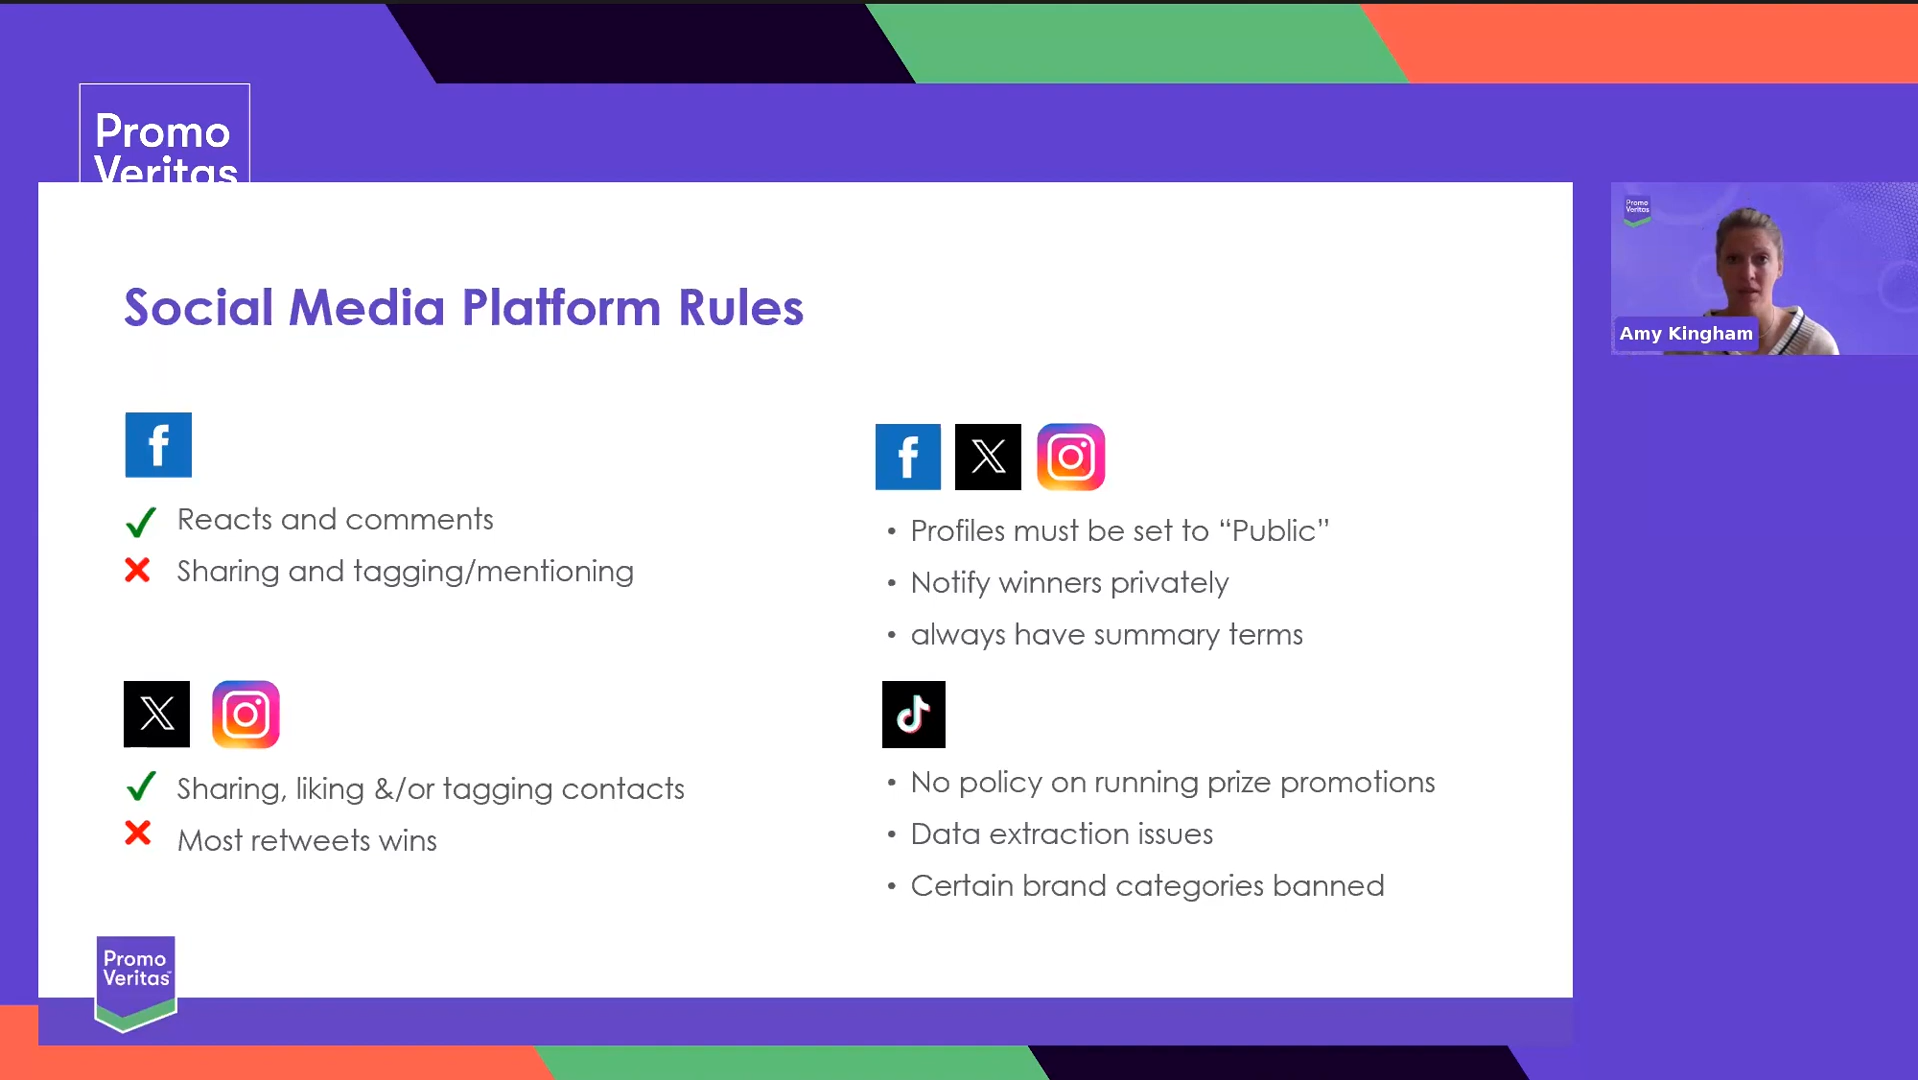 Promo
Veritas
Social Media Platform Rules
Reacts and comments
Sharing and tagging/mentioning
Sharing, liking &/or tagging contacts
Most retweets wins
• Profiles must be set to “Public”
• Notify winners privately
• always have summary terms
• No policy on running prize promotions
• Data extraction issues
• Certain brand categories banned
Promo
Veritas™
Promo
Veritas
Amy Kingham